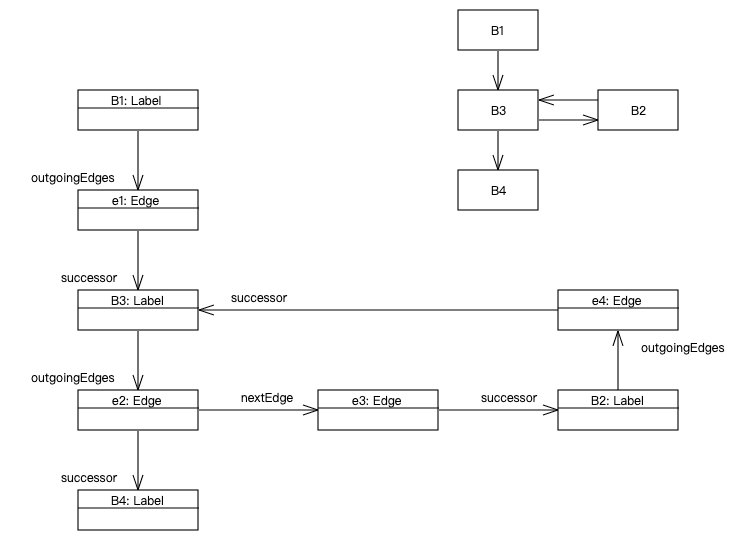 B1
B1: Label
B3
B2
outgoingEdges
B4
e1: Edge
successor
B3: Label
successor
e4: Edge
outgoingEdges
outgoingEdges
e2: Edge
nextEdge
e3: Edge
successor
B2: Label
successor
B4: Label